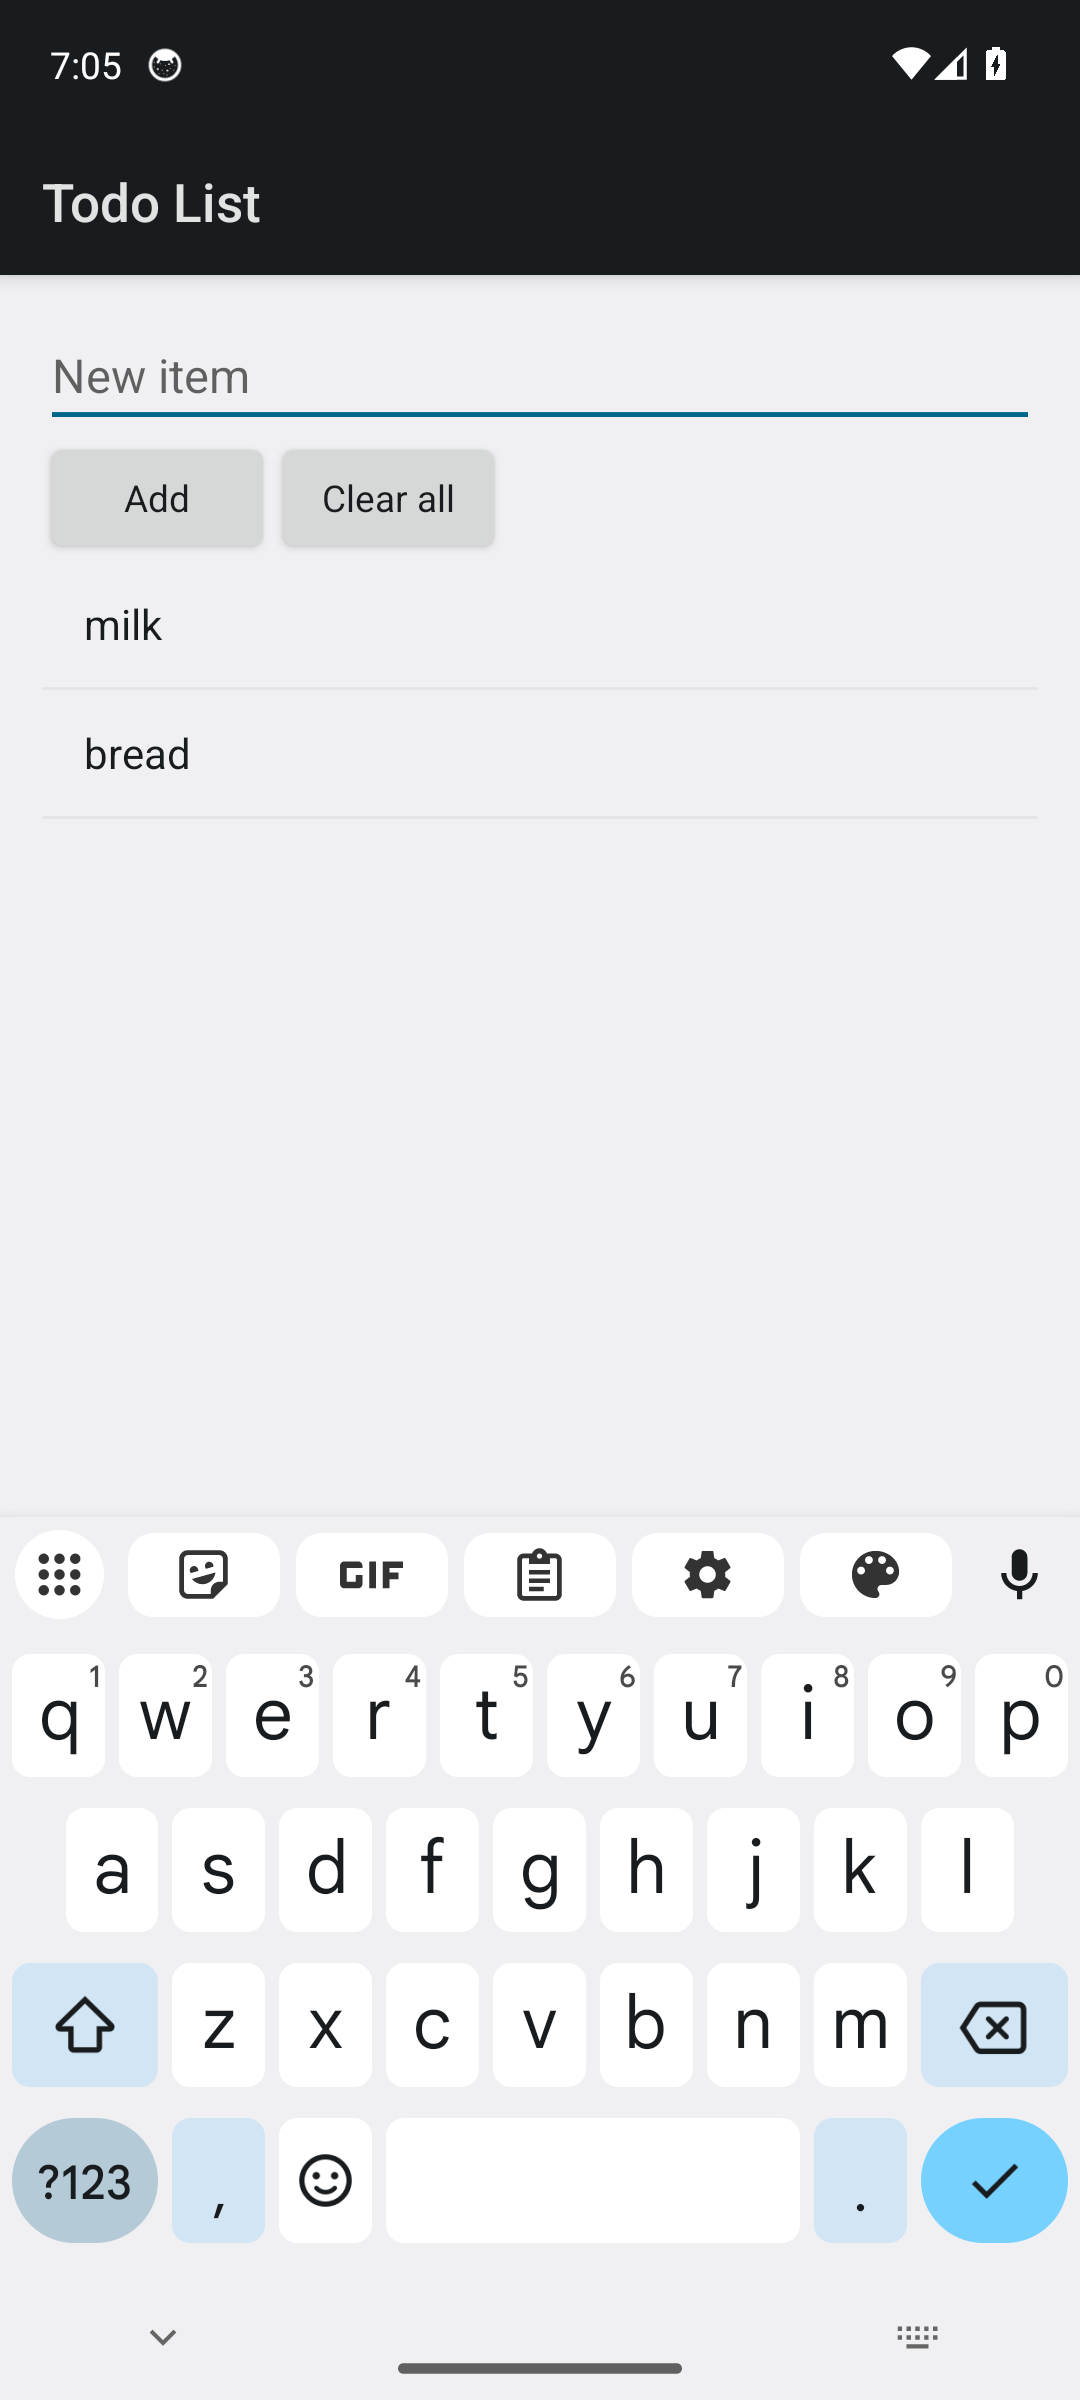 7:05
Todo List
New item
Add Clear all
milk
bread
GIF
q 1 w 2 e 3 r 4 t 5 y 6 u 7 i 8 o 9 p 0
a s d f g h j k l
z x c v b n m
?123 , .